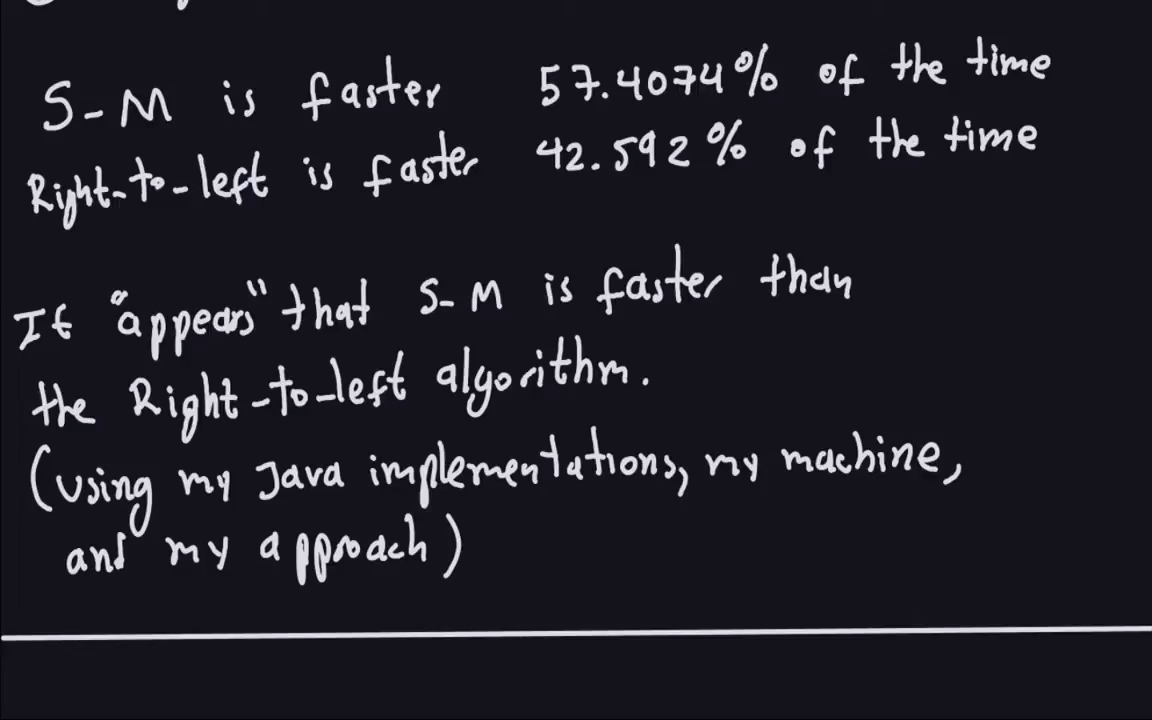 S-M is faster 57.4074% of the time
Right-to-left is faster 42.592% of the time
It "appears" that S-M is faster than
the Right-to-left algorithm.
(using my Java implementations, my machine,
and my approach)